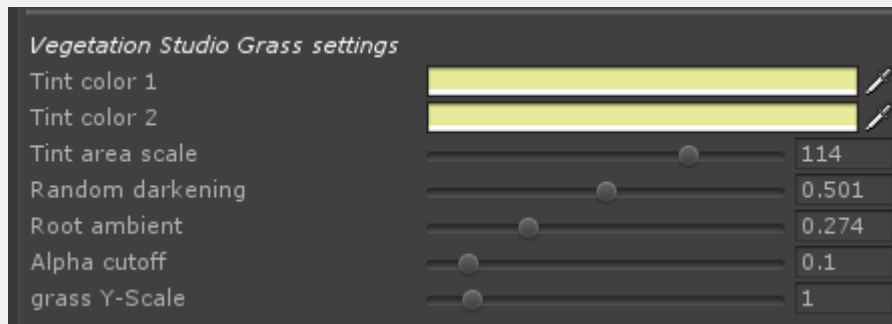 Vegetation Studio Grass settings
Tint color 1
Tint color 2
Tint area scale 114
Random darkening 0.501
Root ambient 0.274
Alpha cutoff 0.1
grass Y-Scale 1